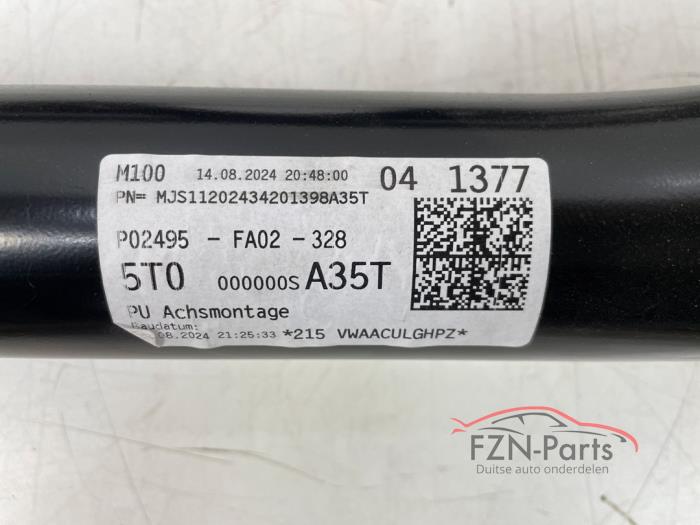 M100 14.08.2024 20:48:00 04 1377
PN= MJS11202434201398A35T
P02495 - FA02 - 328
5T0 000000S A35T
PU Achsmontage
Baudatum:
.08.2024 21:25:33 *215 VWAACULGHPZ*
FZN-Parts
Duitse auto onderdelen